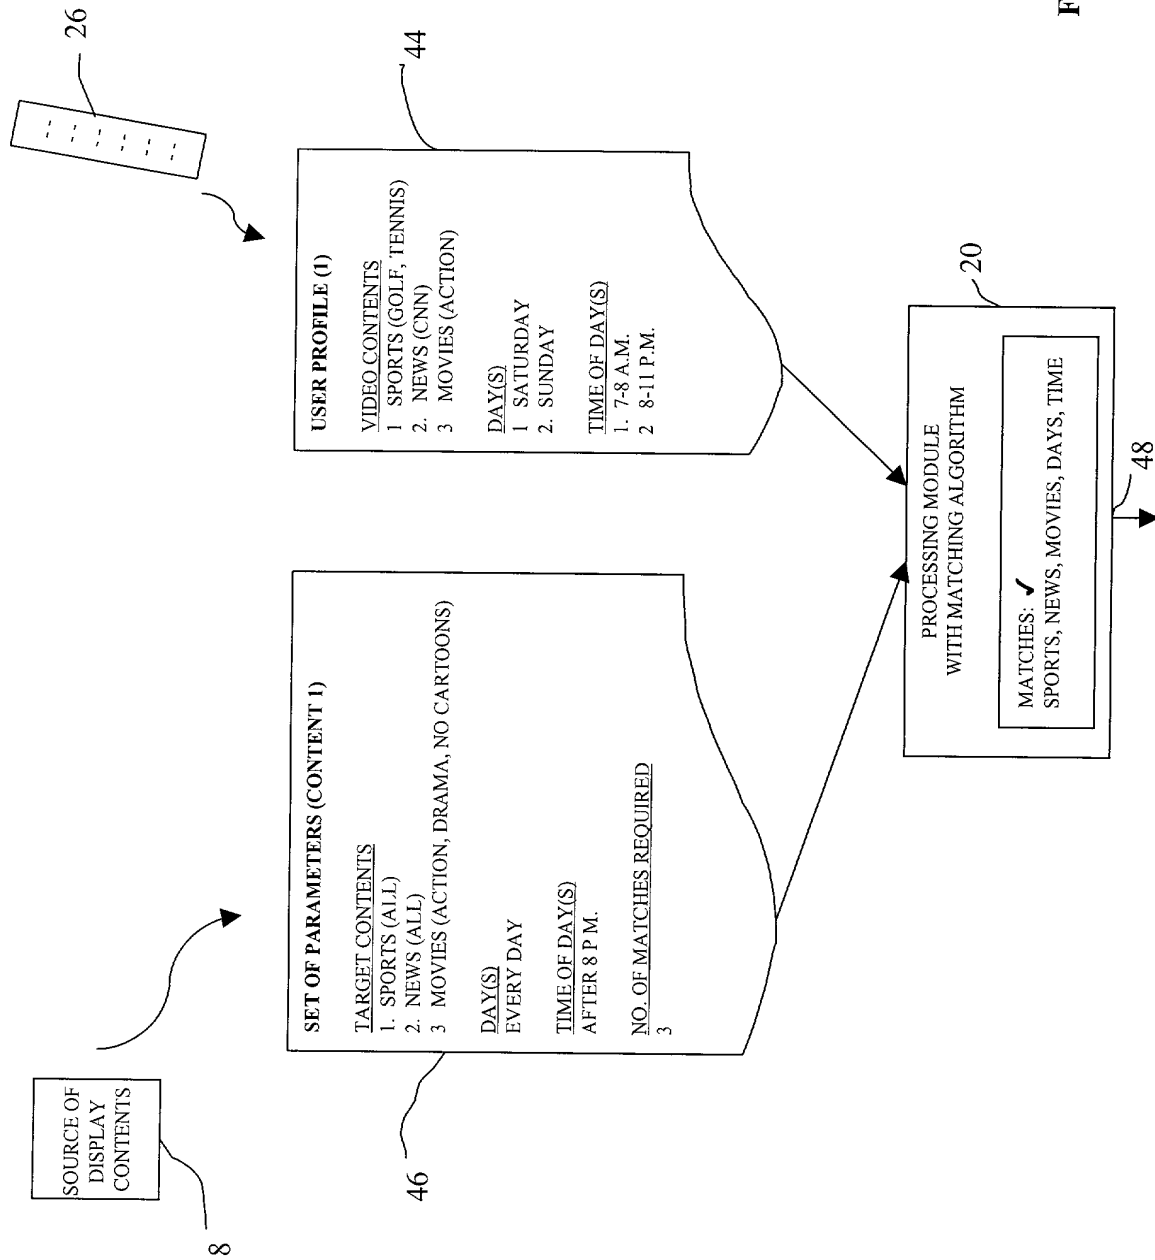 SOURCE OF
DISPLAY
CONTENTS
8
26
SET OF PARAMETERS (CONTENT 1)
TARGET CONTENTS
1. SPORTS (ALL)
2. NEWS (ALL)
3 MOVIES (ACTION, DRAMA, NO CARTOONS)
DAY(S)
EVERY DAY
TIME OF DAY(S)
AFTER 8 P M.
NO. OF MATCHES REQUIRED
3
46
USER PROFILE (1)
VIDEO CONTENTS
1 SPORTS (GOLF, TENNIS)
2. NEWS (CNN)
3 MOVIES (ACTION)
DAY(S)
1 SATURDAY
2. SUNDAY
TIME OF DAY(S)
1. 7-8 A.M.
2 8-11 P.M.
44
PROCESSING MODULE
WITH MATCHING ALGORITHM
MATCHES: ✓
SPORTS, NEWS, MOVIES, DAYS, TIME
20
48
F